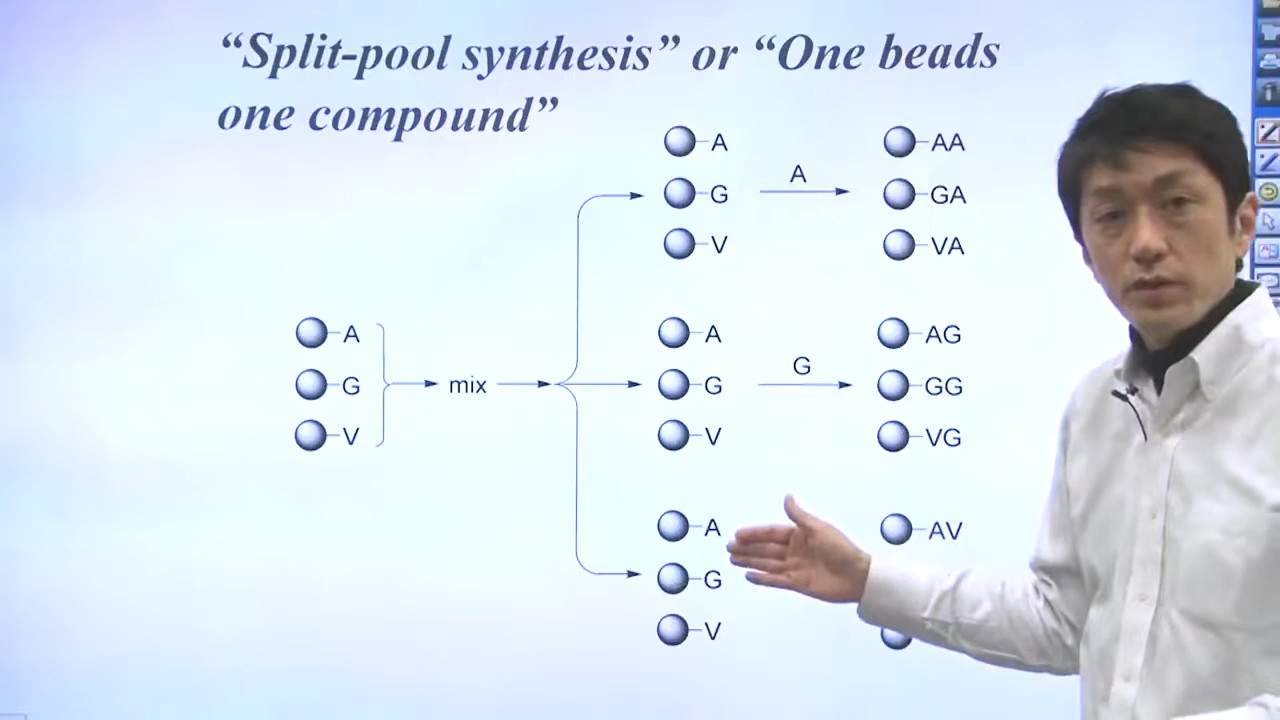 “Split-pool synthesis” or “One beads
one compound”
A
G
V
mix
A
G
V
A
AA
GA
VA
A
G
V
G
AG
GG
VG
A
G
V
AV